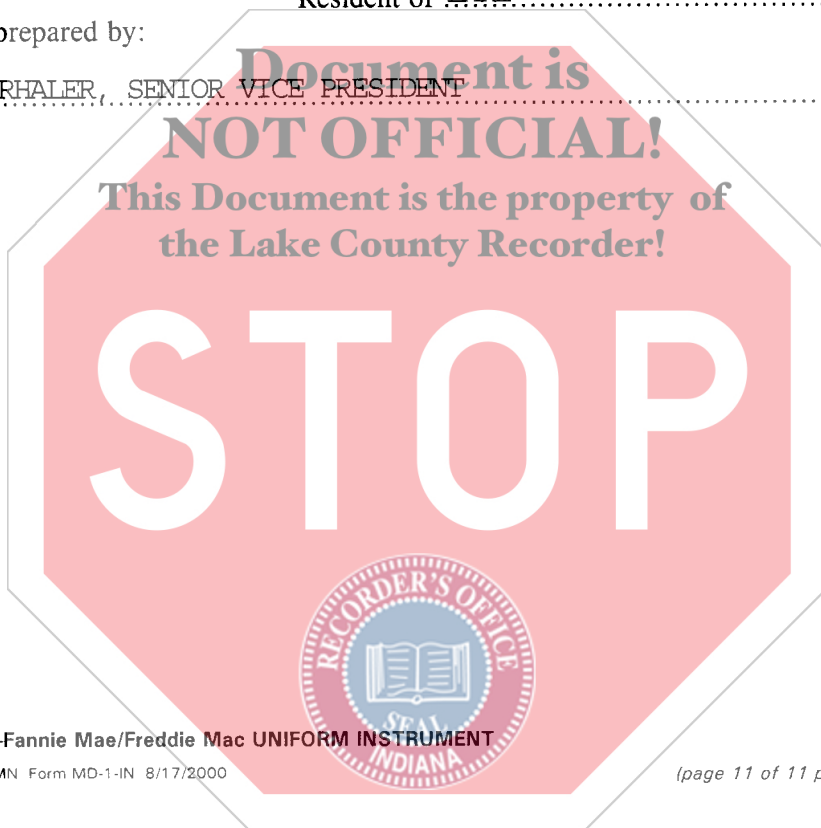 Resident of
prepared by:
RHALER, SENIOR VICE PRESIDENT
Document is
NOT OFFICIAL!
This Document is the property of
the Lake County Recorder!
STOP
RECORDER'S OFFICE
SEAL
INDIANA
-Fannie Mae/Freddie Mac UNIFORM INSTRUMENT
MN Form MD-1-IN 8/17/2000
(page 11 of 11 p